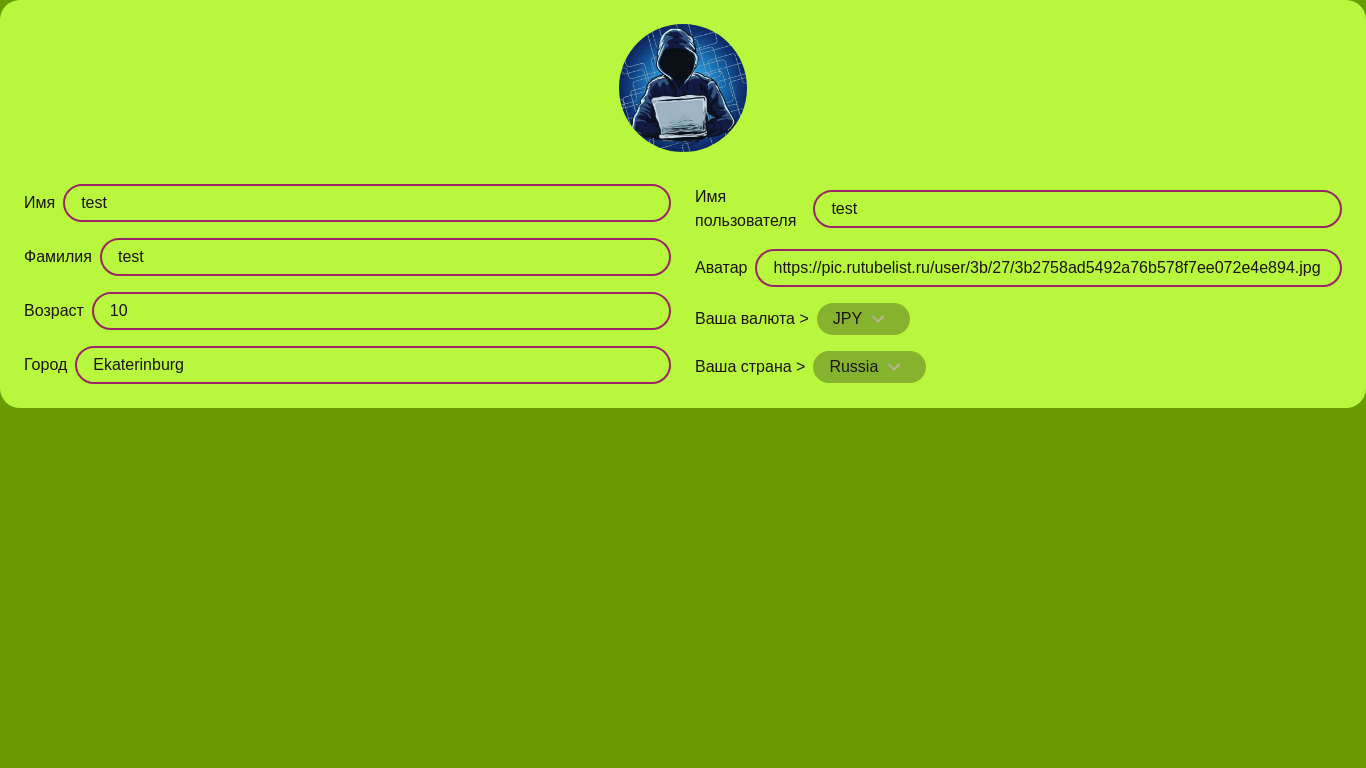 Имя test
Фамилия test
Возраст 10
Город Ekaterinburg
Имя
пользователя test
Аватар https://pic.rutubelist.ru/user/3b/27/3b2758ad5492a76b578f7ee072e4e894.jpg
Ваша валюта > JPY
Ваша страна > Russia